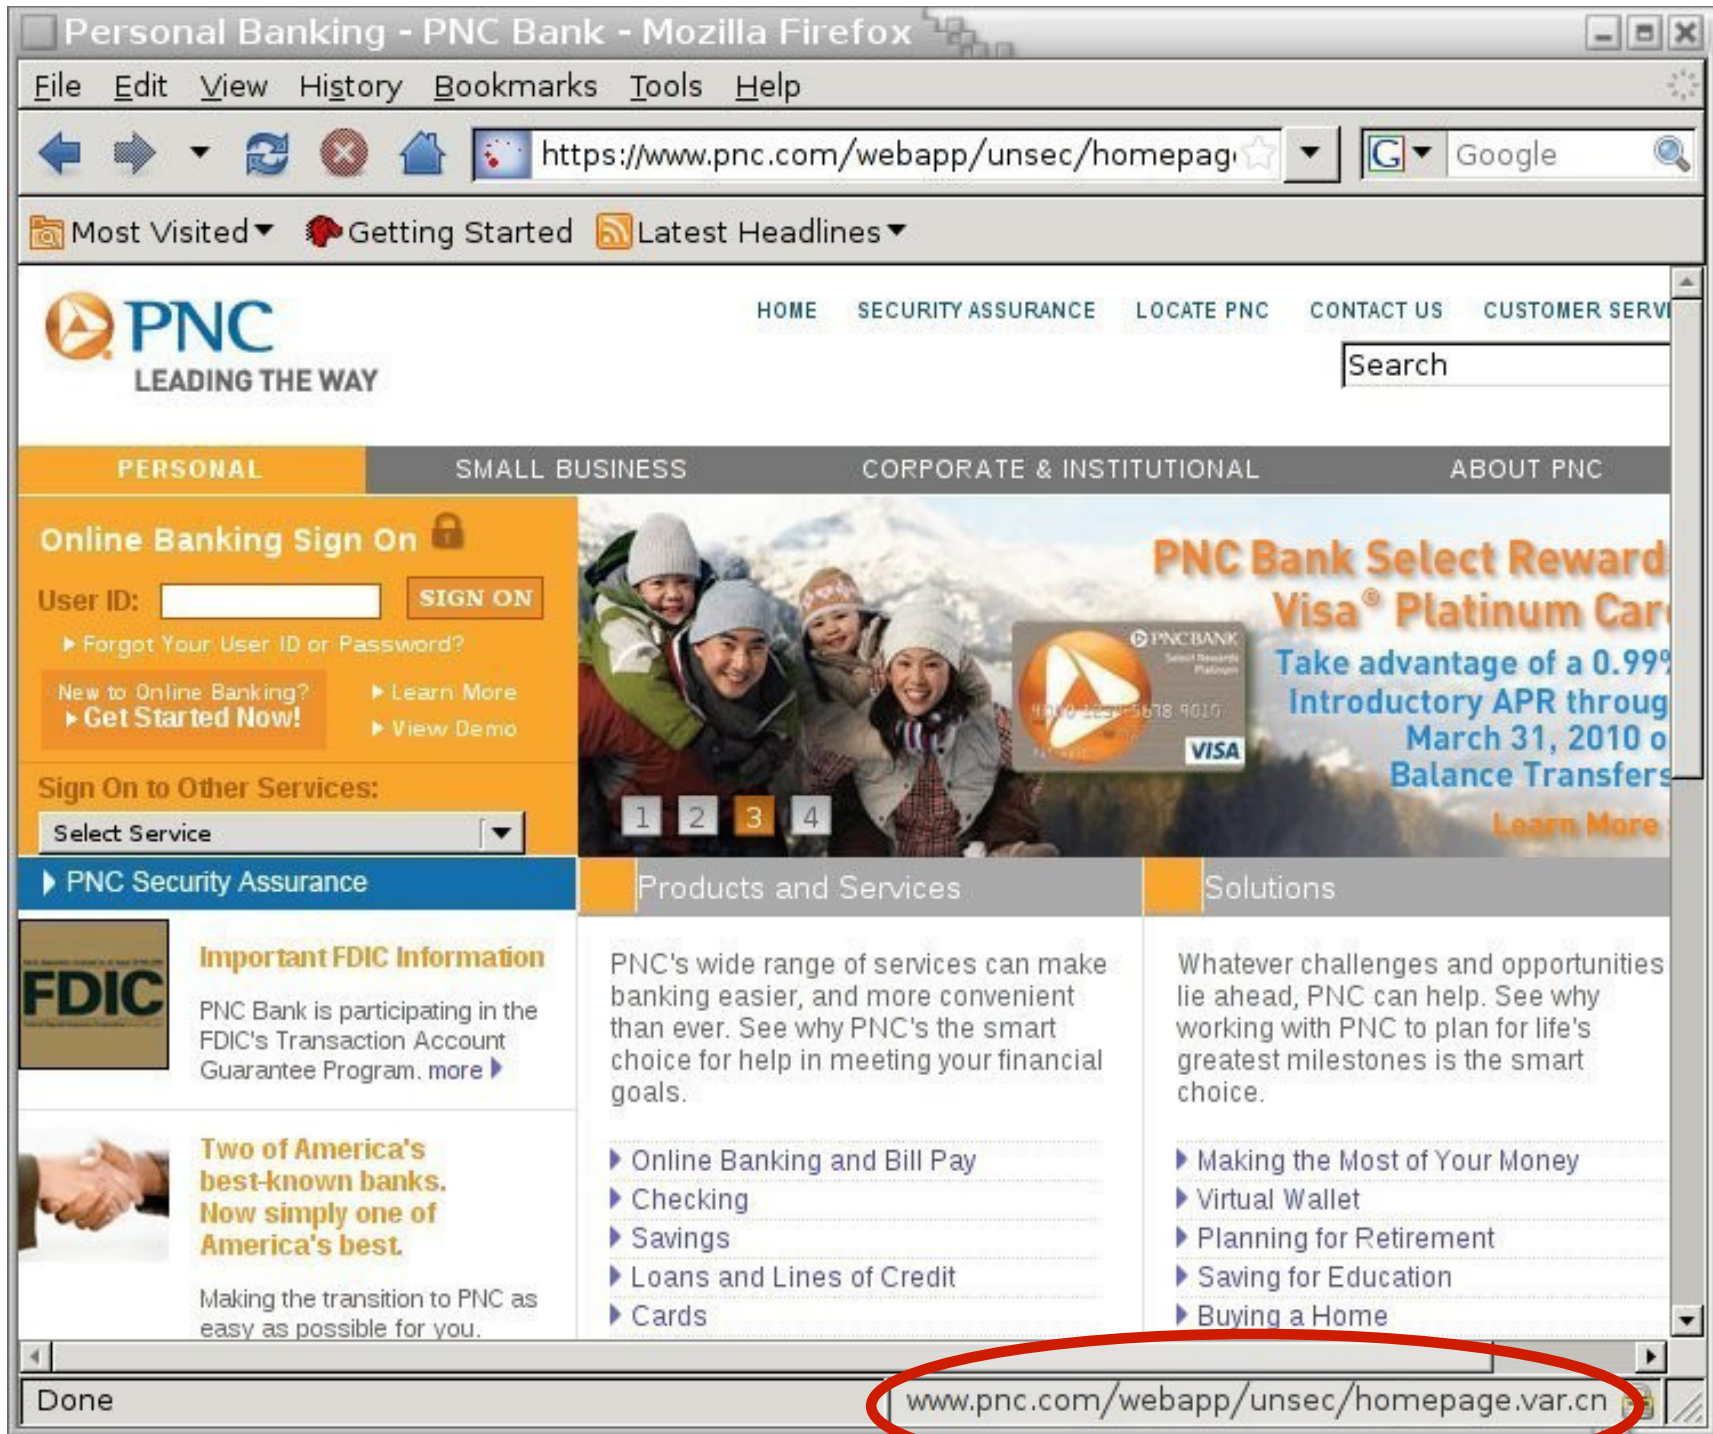 Personal Banking - PNC Bank - Mozilla Firefox
File Edit View History Bookmarks Tools Help
https://www.pnc.com/webapp/unsec/homepag
G Google
Most Visited Getting Started Latest Headlines
PNC
LEADING THE WAY
HOME SECURITY ASSURANCE LOCATE PNC CONTACT US CUSTOMER SERVI
Search
PERSONAL SMALL BUSINESS CORPORATE & INSTITUTIONAL ABOUT PNC
Online Banking Sign On
User ID: SIGN ON
Forgot Your User ID or Password?
New to Online Banking?
Get Started Now!
Learn More
View Demo
Sign On to Other Services:
Select Service
PNC Bank Select Reward
Visa® Platinum Car
Take advantage of a 0.99%
Introductory APR throug
March 31, 2010 o
Balance Transfers
Learn More
PNCBANK
Select Rewards
Platinum
VISA
1 2 3 4
PNC Security Assurance
FDIC
Important FDIC Information
PNC Bank is participating in the
FDIC's Transaction Account
Guarantee Program. more
Two of America's
best-known banks.
Now simply one of
America's best.
Making the transition to PNC as
easy as possible for you.
Products and Services
PNC's wide range of services can make
banking easier, and more convenient
than ever. See why PNC's the smart
choice for help in meeting your financial
goals.
Online Banking and Bill Pay
Checking
Savings
Loans and Lines of Credit
Cards
Solutions
Whatever challenges and opportunities
lie ahead, PNC can help. See why
working with PNC to plan for life's
greatest milestones is the smart
choice.
Making the Most of Your Money
Virtual Wallet
Planning for Retirement
Saving for Education
Buying a Home
Done
www.pnc.com/webapp/unsec/homepage.var.cn